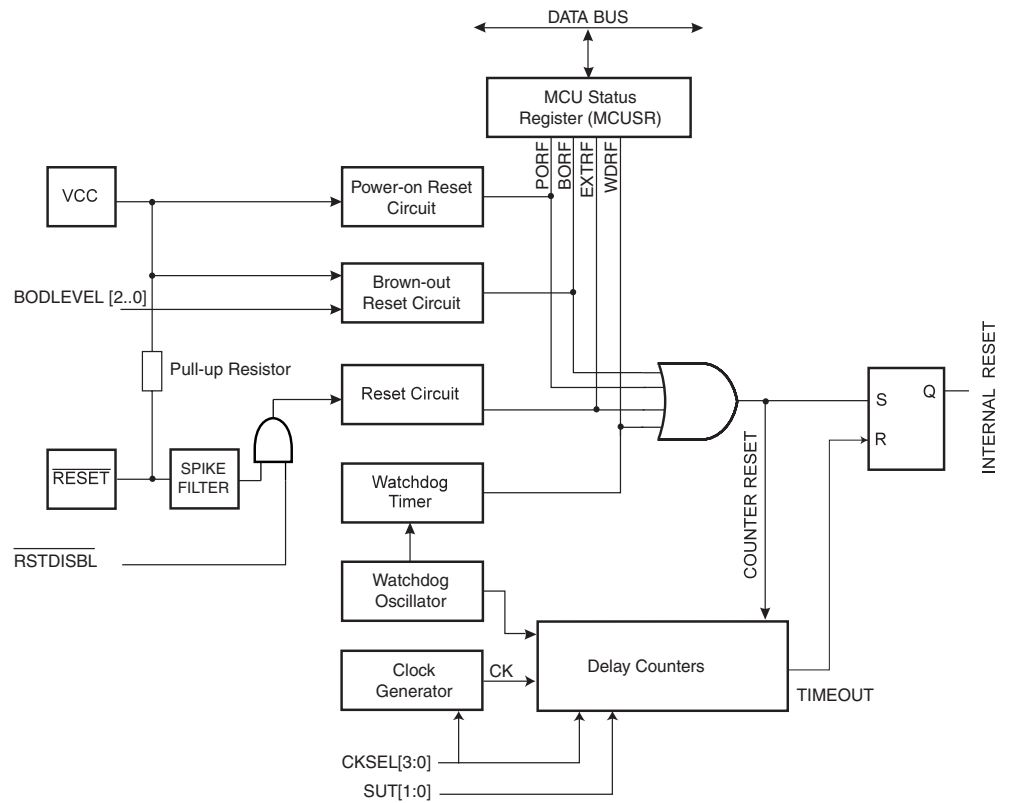 DATA BUS
MCU Status
Register (MCUSR)
PORF
BORF
EXTRF
WDRF
VCC
Power-on Reset
Circuit
Brown-out
Reset Circuit
BODLEVEL [2..0]
Pull-up Resistor
Reset Circuit
S
Q
R
INTERNAL RESET
RESET
SPIKE
FILTER
Watchdog
Timer
COUNTER RESET
RSTDISBL
Watchdog
Oscillator
Clock
Generator
CK
Delay Counters
TIMEOUT
CKSEL[3:0]
SUT[1:0]